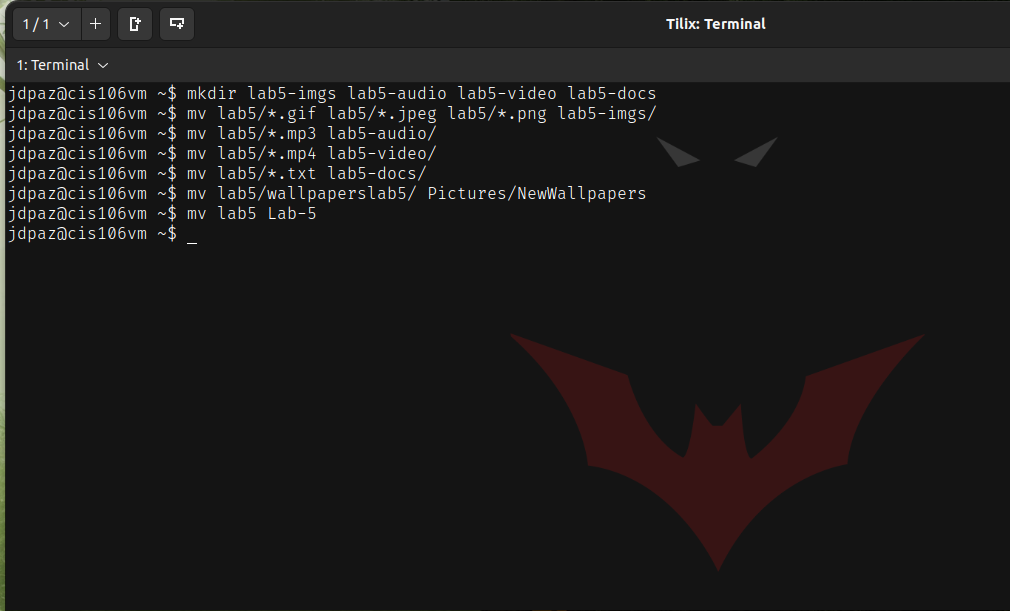 1 / 1
Tilix: Terminal
1: Terminal
jdpaz@cis106vm ~$ mkdir lab5-imgs lab5-audio lab5-video lab5-docs
jdpaz@cis106vm ~$ mv lab5/*.gif lab5/*.jpeg lab5/*.png lab5-imgs/
jdpaz@cis106vm ~$ mv lab5/*.mp3 lab5-audio/
jdpaz@cis106vm ~$ mv lab5/*.mp4 lab5-video/
jdpaz@cis106vm ~$ mv lab5/*.txt lab5-docs/
jdpaz@cis106vm ~$ mv lab5/wallpaperslab5/ Pictures/NewWallpapers
jdpaz@cis106vm ~$ mv lab5 Lab-5
jdpaz@cis106vm ~$ _